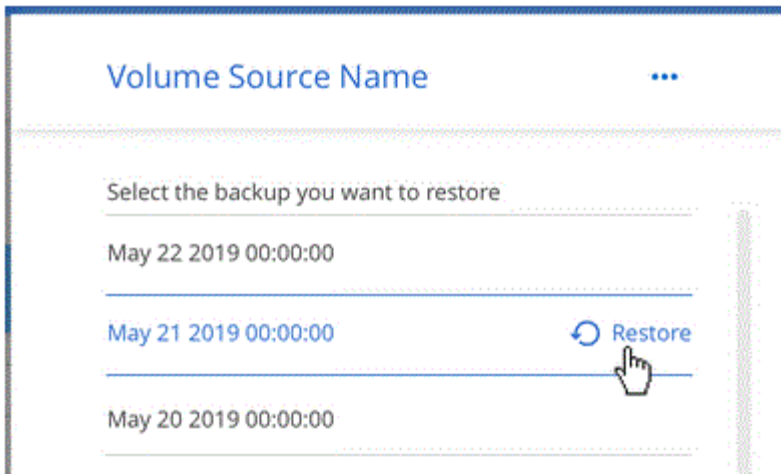 Volume Source Name
Select the backup you want to restore
May 22 2019 00:00:00
May 21 2019 00:00:00 Restore
May 20 2019 00:00:00